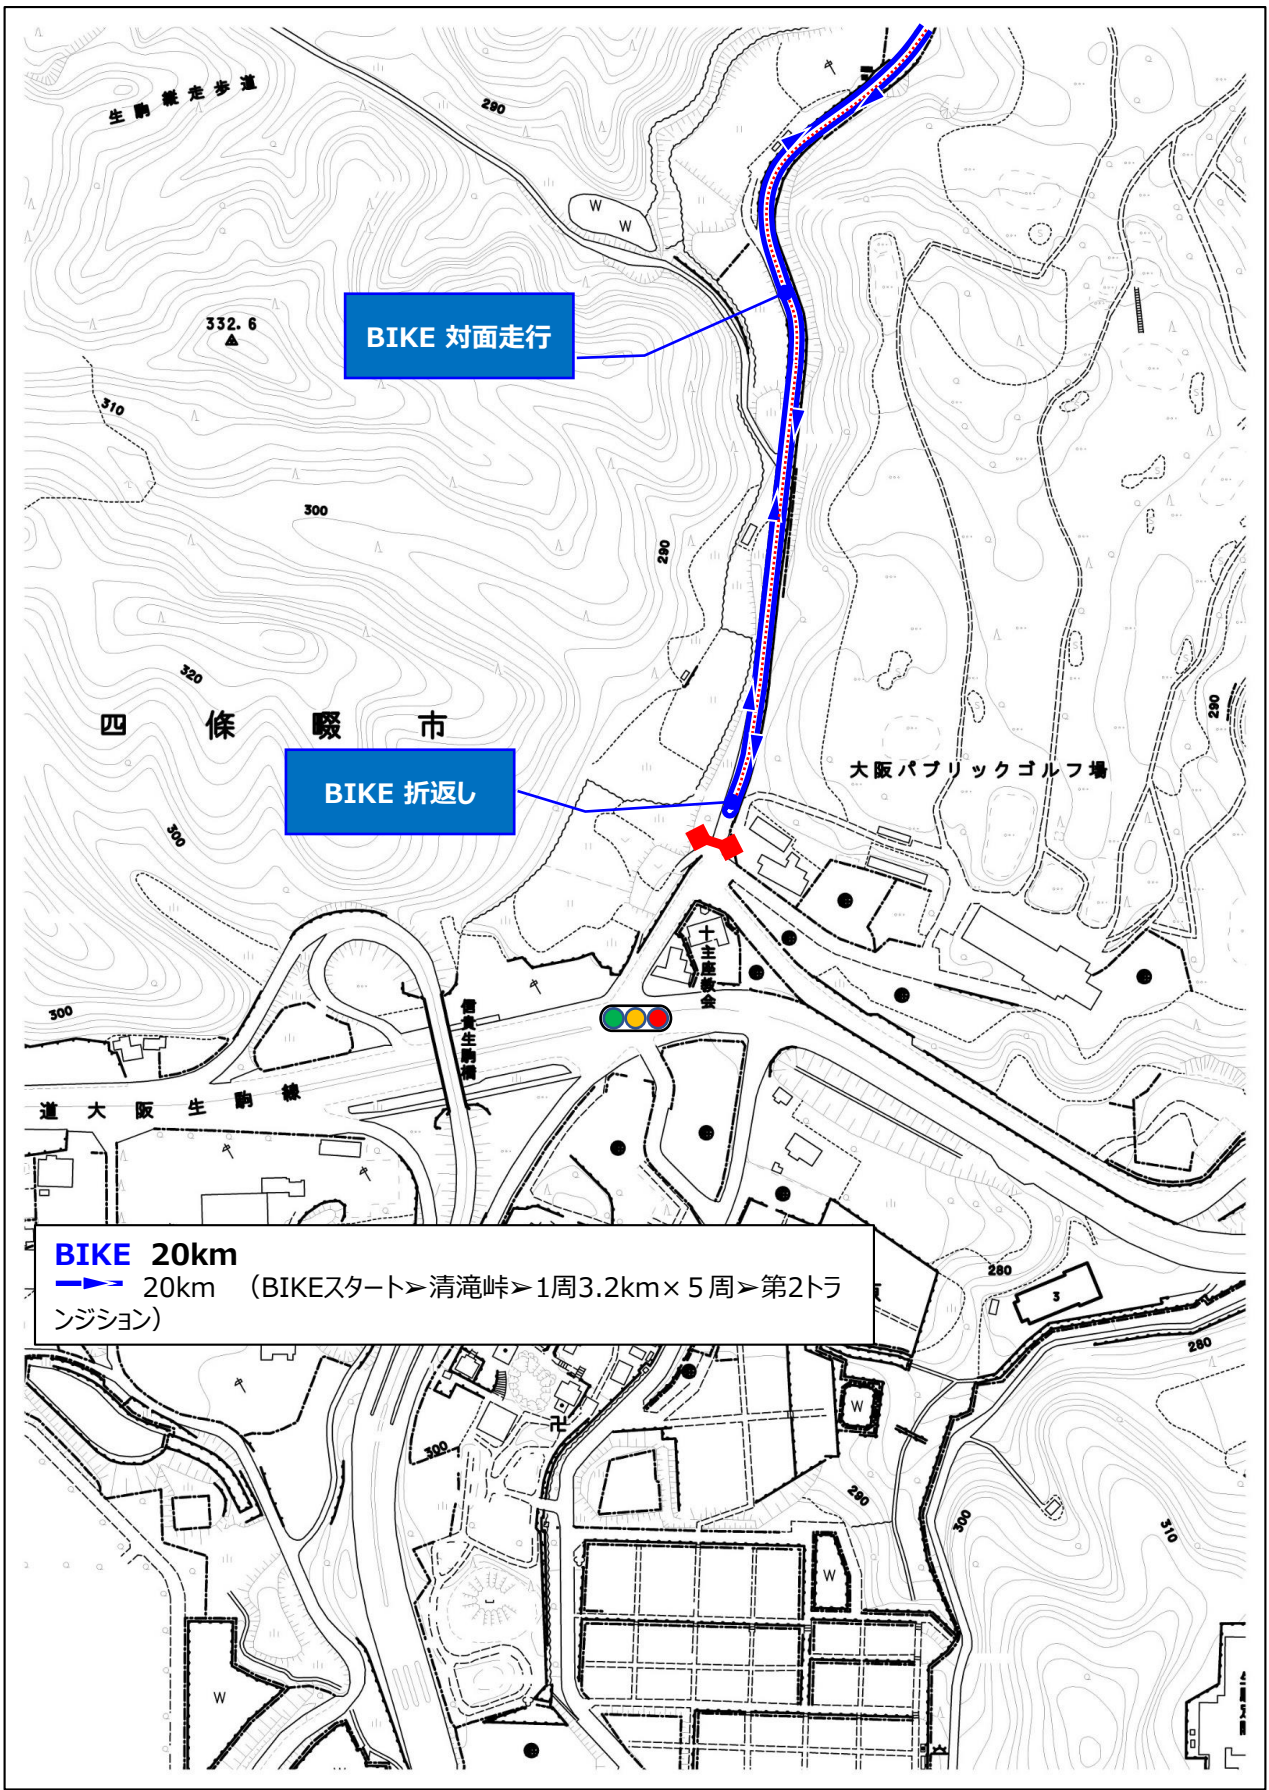 生駒縦走歩道
290
332.6
BIKE 対面走行
310
300
290
320
四條畷市
290
大阪パブリックゴルフ場
BIKE 折返し
300
主座教会
300
信貴生駒橋
道大阪生駒線
BIKE 20km
20km （BIKEスタート➢清滝峠➢1周3.2km×５周➢第2トラ
ンジション）
280
3
280
W
W
W
300
290
300
310
W
W